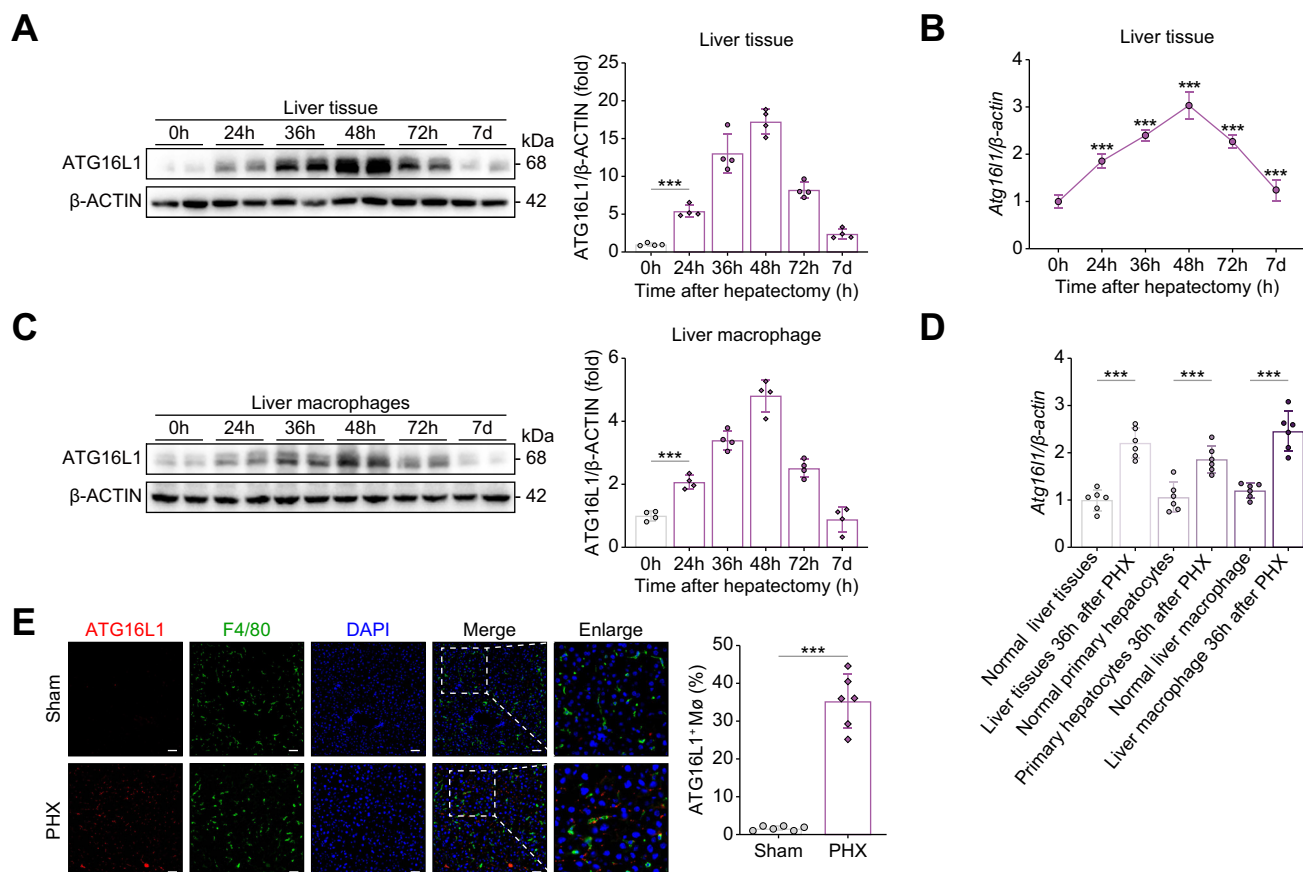 A
Liver tissue
0h 24h 36h 48h 72h 7d
kDa
ATG16L1
68
β-ACTIN
42
Liver tissue
ATG16L1/β-ACTIN (fold)
25
20
15
10
5
0
***
0h 24h 36h 48h 72h 7d
Time after hepatectomy (h)
B
Liver tissue
Atg16l1/β-actin
4
3
2
1
0
*** *** *** *** ***
0h 24h 36h 48h 72h 7d
Time after hepatectomy (h)
C
Liver macrophages
0h 24h 36h 48h 72h 7d
kDa
ATG16L1
68
β-ACTIN
42
Liver macrophage
ATG16L1/β-ACTIN (fold)
6
4
2
0
***
0h 24h 36h 48h 72h 7d
Time after hepatectomy (h)
D
Atg16l1/β-actin
4
3
2
1
0
*** *** ***
Normal liver tissues
Liver tissues 36h after PHX
Normal primary hepatocytes
Primary hepatocytes 36h after PHX
Normal liver macrophage
Liver macrophage 36h after PHX
E
ATG16L1 F4/80 DAPI Merge Enlarge
Sham
PHX
ATG16L1⁺ Mø (%)
50
40
30
20
10
0
***
Sham PHX